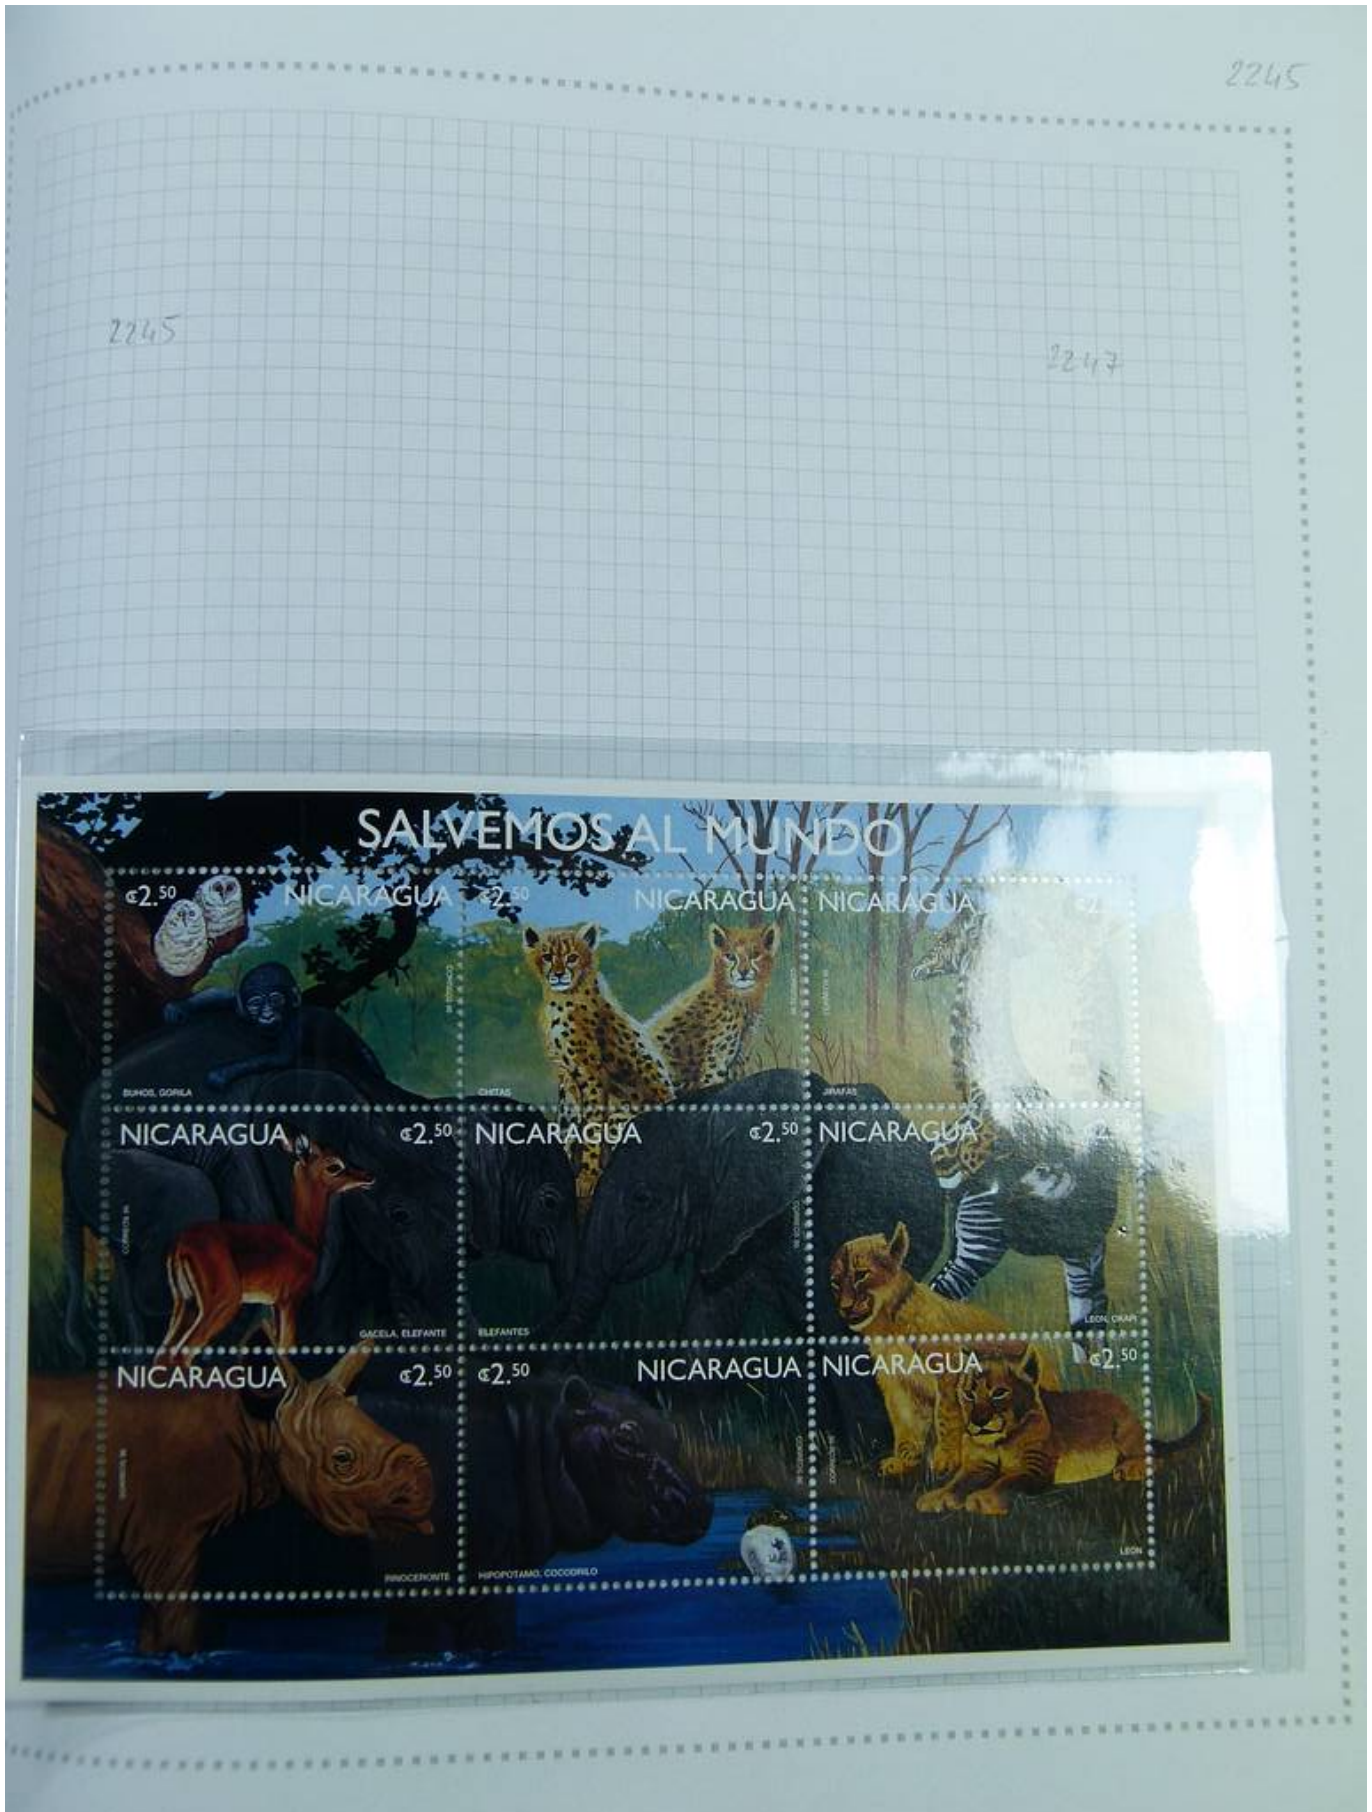 2245
2245
2247
SALVEMOS AL MUNDO
¢2.50 NICARAGUA
BUHOS, GORILA
¢2.50 NICARAGUA
CHITAS
NICARAGUA
JIRAFAS
NICARAGUA ¢2.50
GACELA, ELEFANTE
NICARAGUA ¢2.50
ELEFANTES
NICARAGUA
LEON, OKAPI
NICARAGUA ¢2.50
RINOCERONTE
¢2.50 NICARAGUA
HIPOPOTAMO, COCODRILO
NICARAGUA ¢2.50
LEON